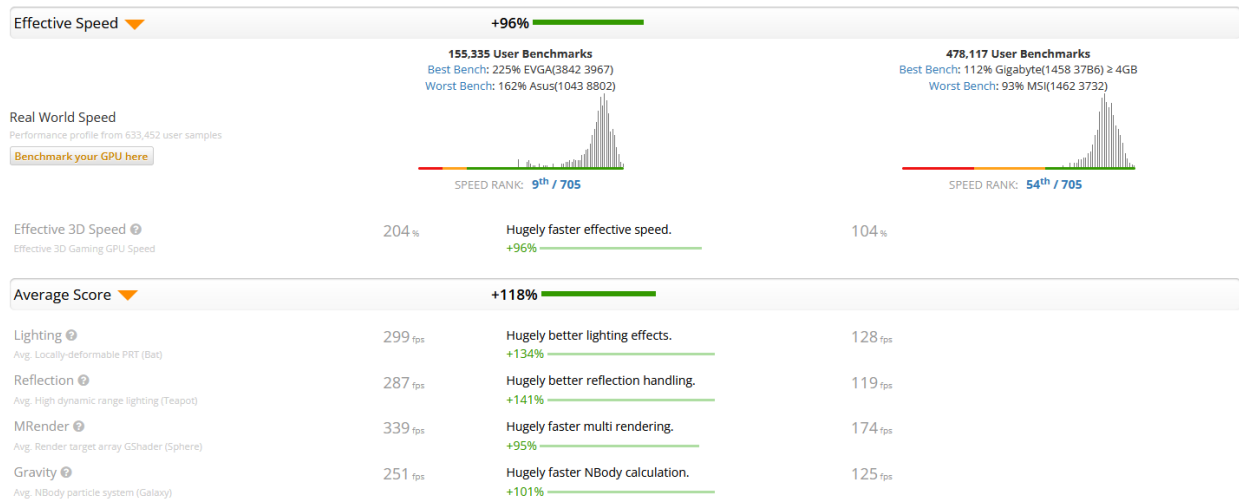 Effective Speed
+96%
155,335 User Benchmarks
Best Bench: 225% EVGA(3842 3967)
Worst Bench: 162% Asus(1043 8802)
478,117 User Benchmarks
Best Bench: 112% Gigabyte(1458 37B6) ≥ 4GB
Worst Bench: 93% MSI(1462 3732)
Real World Speed
Performance profile from 633,452 user samples
Benchmark your GPU here
SPEED RANK: 9th / 705
SPEED RANK: 54th / 705
Effective 3D Speed ?
Effective 3D Gaming GPU Speed
204 %
Hugely faster effective speed.
+96%
104 %
Average Score
+118%
Lighting ?
Avg. Locally-deformable PRT (Bat)
299 fps
Hugely better lighting effects.
+134%
128 fps
Reflection ?
Avg. High dynamic range lighting (Teapot)
287 fps
Hugely better reflection handling.
+141%
119 fps
MRender ?
Avg. Render target array GShader (Sphere)
339 fps
Hugely faster multi rendering.
+95%
174 fps
Gravity ?
Avg. NBody particle system (Galaxy)
251 fps
Hugely faster NBody calculation.
+101%
125 fps